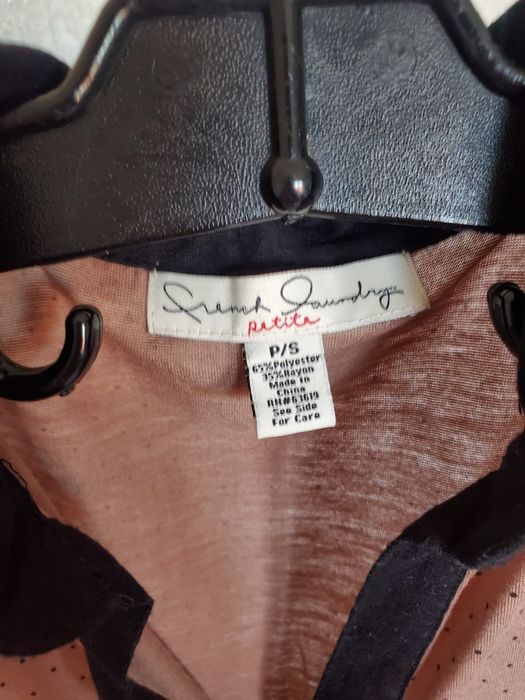 French Laundry
petite
P/S
65%Polyester
35%Rayon
Made In
China
RN#63619
See Side
For Care